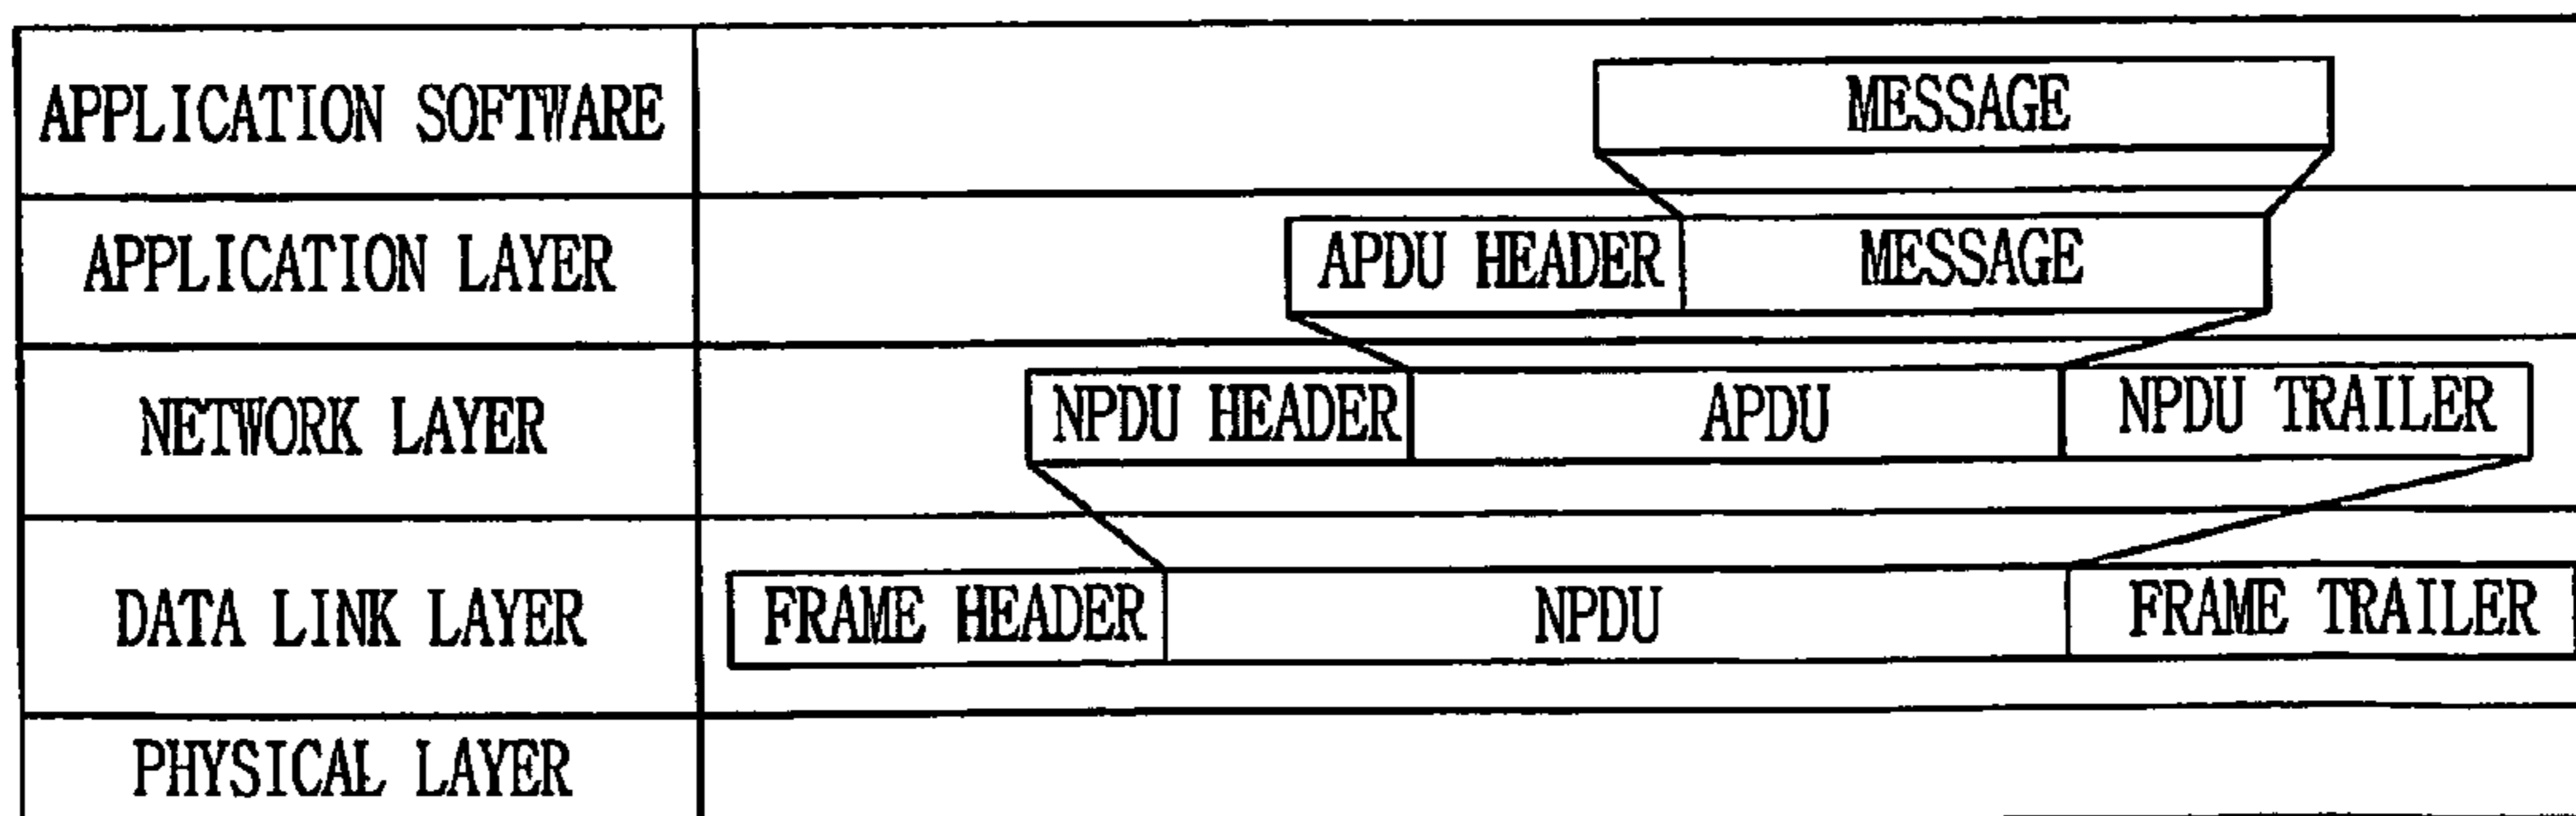 APPLICATION SOFTWARE
MESSAGE
APPLICATION LAYER
APDU HEADER
MESSAGE
NETWORK LAYER
NPDU HEADER
APDU
NPDU TRAILER
DATA LINK LAYER
FRAME HEADER
NPDU
FRAME TRAILER
PHYSICAL LAYER